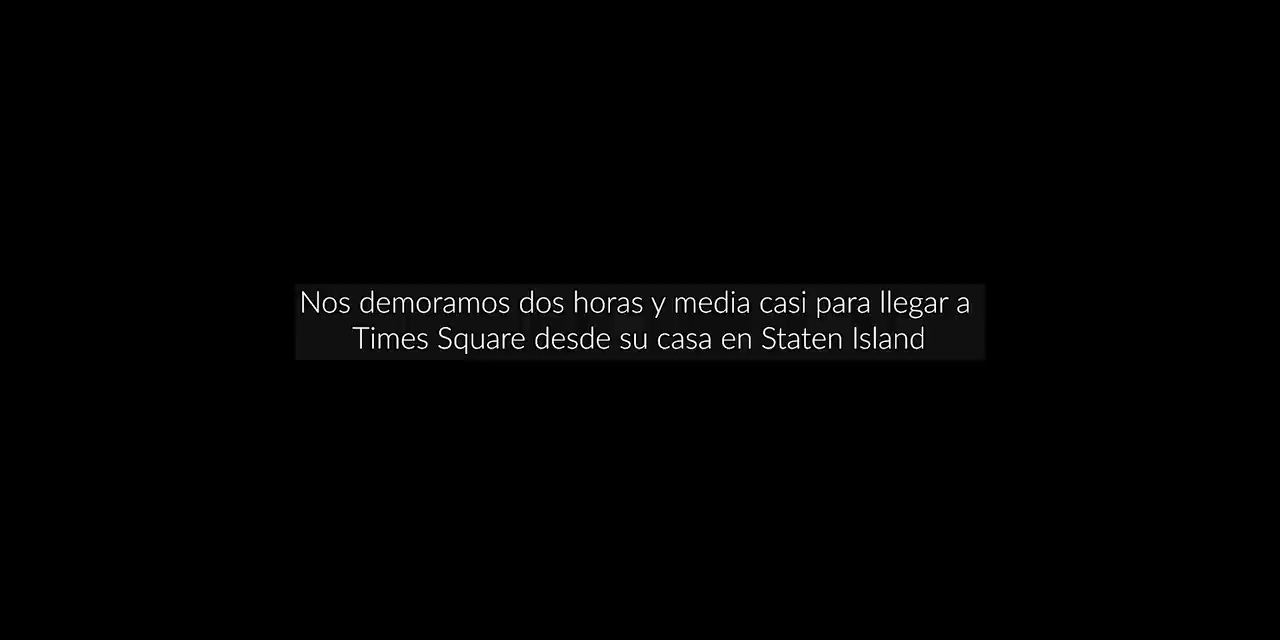 Nos demoramos dos horas y media casi para llegar a
Times Square desde su casa en Staten Island